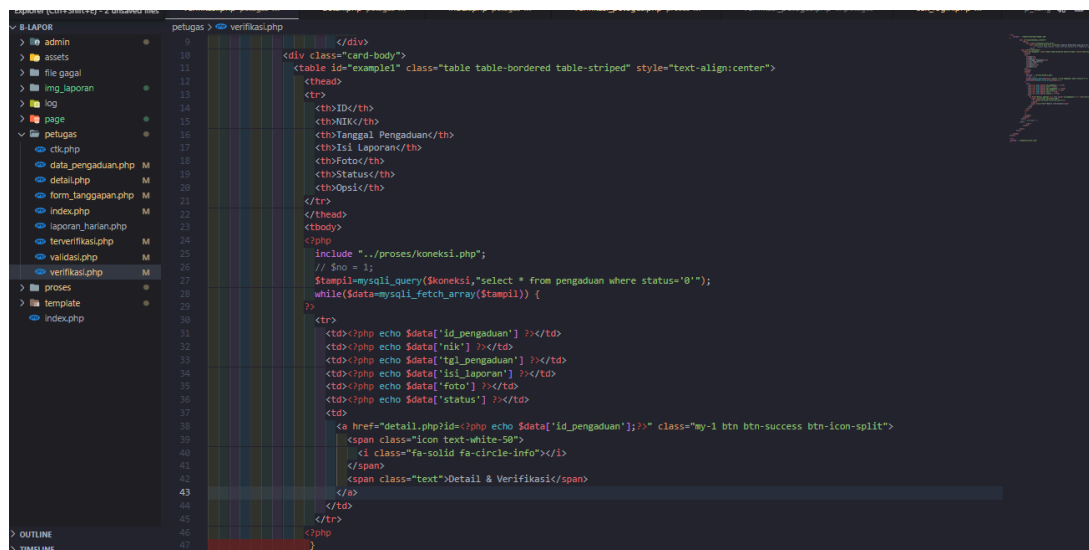 Explorer (Ctrl+Shift+E) - 2 unsaved files
B-LAPOR
admin
assets
file gagal
img_laporan
log
page
petugas
ctk.php
data_pengaduan.php M
detail.php M
form_tanggapan.php M
index.php M
laporan_harian.php
terverifikasi.php M
validasi.php M
verifikasi.php M
proses
template
index.php
OUTLINE
TIMELINE
petugas > verifikasi.php
9 </div>
10 <div class="card-body">
11 <table id="example1" class="table table-bordered table-striped" style="text-align:center">
12 <thead>
13 <tr>
14 <th>ID</th>
15 <th>NIK</th>
16 <th>Tanggal Pengaduan</th>
17 <th>Isi Laporan</th>
18 <th>Foto</th>
19 <th>Status</th>
20 <th>Opsi</th>
21 </tr>
22 </thead>
23 <tbody>
24 <?php
25 include "../proses/koneksi.php";
26 // $no = 1;
27 $tampil=mysqli_query($koneksi,"select * from pengaduan where status='0'");
28 while($data=mysqli_fetch_array($tampil)) {
29 ?>
30 <tr>
31 <td><?php echo $data['id_pengaduan'] ?></td>
32 <td><?php echo $data['nik'] ?></td>
33 <td><?php echo $data['tgl_pengaduan'] ?></td>
34 <td><?php echo $data['isi_laporan'] ?></td>
35 <td><?php echo $data['foto'] ?></td>
36 <td><?php echo $data['status'] ?></td>
37 <td>
38 <a href="detail.php?id=<?php echo $data['id_pengaduan'];?>" class="my-1 btn btn-success btn-icon-split">
39 <span class="icon text-white-50">
40 <i class="fa-solid fa-circle-info"></i>
41 </span>
42 <span class="text">Detail & Verifikasi</span>
43 </a>
44 </td>
45 </tr>
46 <?php
47 }